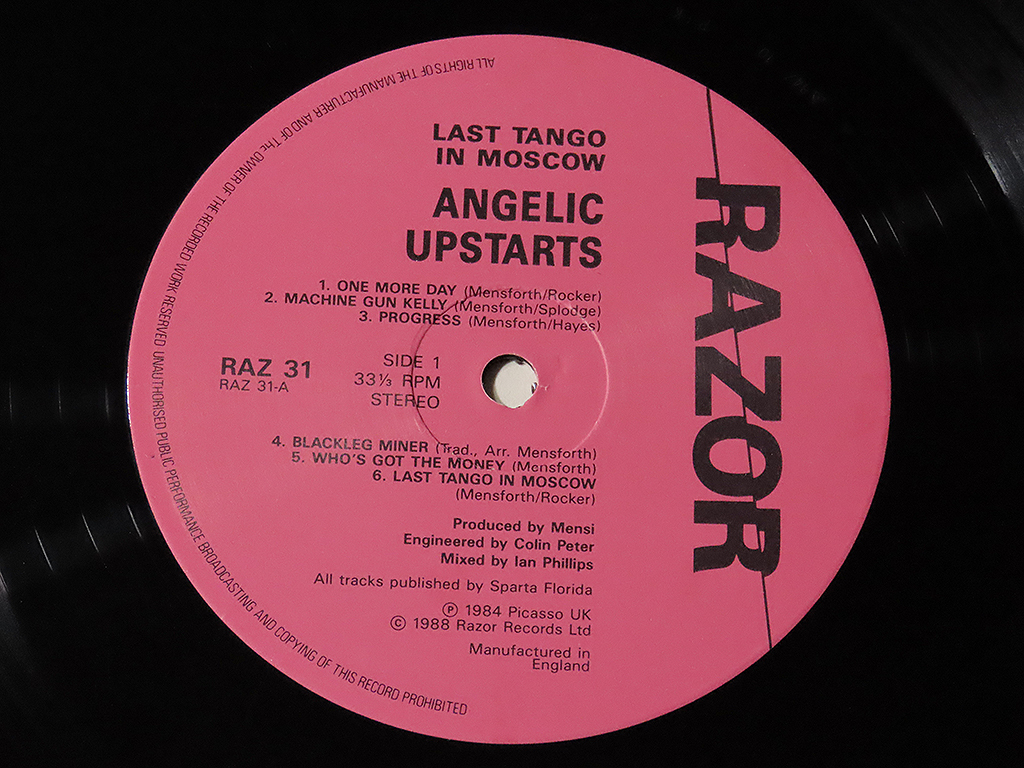 LAST TANGO
IN MOSCOW
ANGELIC
UPSTARTS
1. ONE MORE DAY (Mensforth/Rocker)
2. MACHINE GUN KELLY (Mensforth/Splodge)
3. PROGRESS (Mensforth/Hayes)
RAZ 31
RAZ 31-A
SIDE 1
33⅓ RPM
STEREO
4. BLACKLEG MINER (Trad., Arr. Mensforth)
5. WHO'S GOT THE MONEY (Mensforth)
6. LAST TANGO IN MOSCOW
(Mensforth/Rocker)
Produced by Mensi
Engineered by Colin Peter
Mixed by Ian Phillips
All tracks published by Sparta Florida
℗ 1984 Picasso UK
© 1988 Razor Records Ltd
Manufactured in
England
RAZOR
ALL RIGHTS OF THE MANUFACTURER AND OF The OWNER OF THE RECORDED WORK RESERVED UNAUTHORISED PUBLIC PERFORMANCE BROADCASTING AND COPYING OF THIS RECORD PROHIBITED